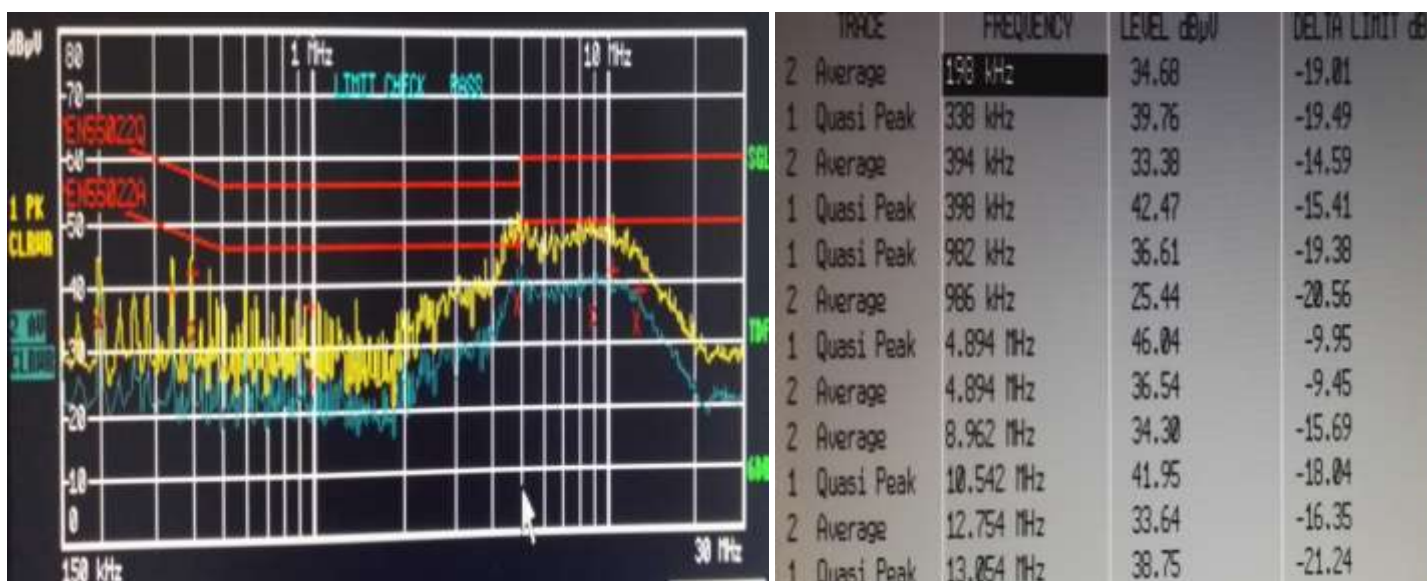 dBµV
80
1 MHz
10 MHz
LIMIT CHECK PASS
-70-
EN55022Q
-60-
SGL
EN55022A
1 PK
CLRWR
-50-
-40-
2 AV
CLRWR
TDF
-30-
-20-
6DB
-10-
0
150 kHz
30 MHz
TRACE FREQUENCY LEVEL dBµV DELTA LIMIT dB
2 Average 198 kHz 34.68 -19.01
1 Quasi Peak 338 kHz 39.76 -19.49
2 Average 394 kHz 33.38 -14.59
1 Quasi Peak 398 kHz 42.47 -15.41
1 Quasi Peak 982 kHz 36.61 -19.38
2 Average 986 kHz 25.44 -20.56
1 Quasi Peak 4.894 MHz 46.04 -9.95
2 Average 4.894 MHz 36.54 -9.45
2 Average 8.962 MHz 34.30 -15.69
1 Quasi Peak 10.542 MHz 41.95 -18.04
2 Average 12.754 MHz 33.64 -16.35
1 Quasi Peak 13.054 MHz 38.75 -21.24